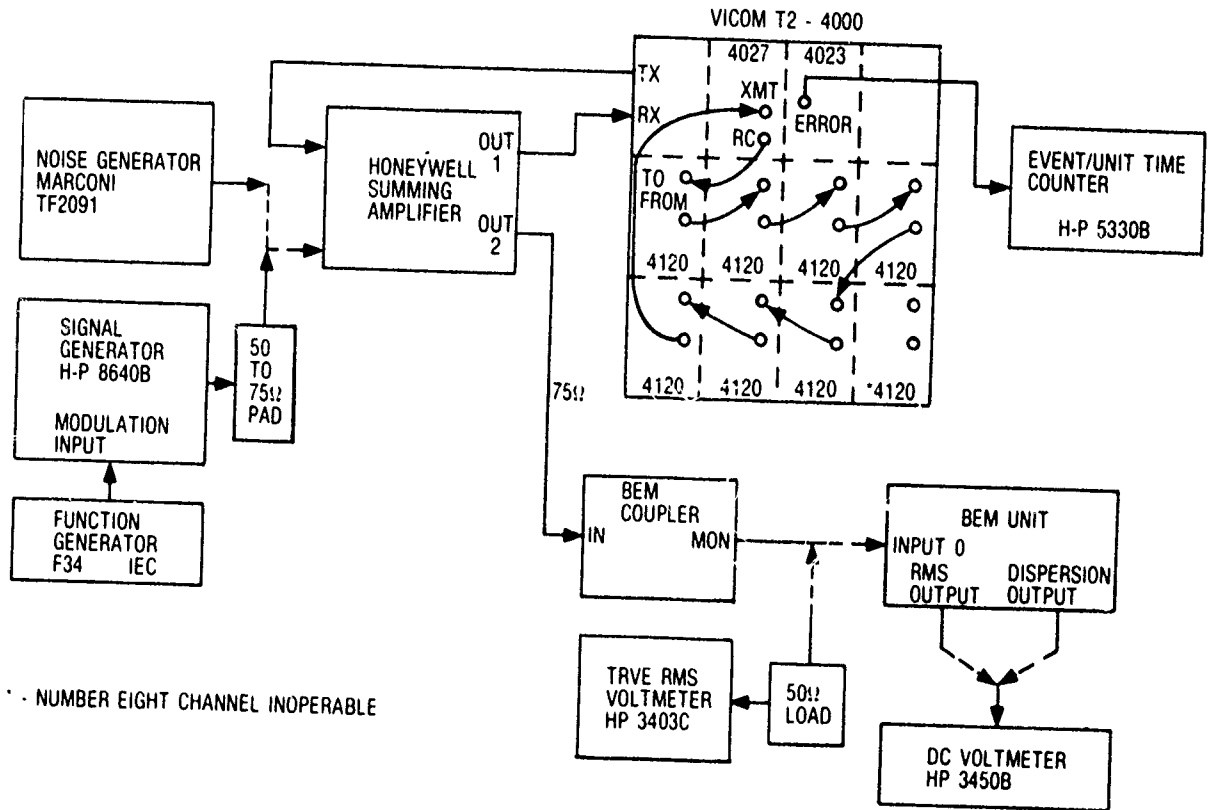 VICOM T2 - 4000
4027 4023
TX
XMT
RX
ERROR
RC
TO
FROM
4120 4120 4120 4120
4120 4120 4120 *4120
NOISE GENERATOR
MARCONI
TF2091
HONEYWELL
SUMMING
AMPLIFIER
OUT
1
OUT
2
EVENT/UNIT TIME
COUNTER
H-P 5330B
SIGNAL
GENERATOR
H-P 8640B
MODULATION
INPUT
50
TO
75Ω
PAD
75Ω
FUNCTION
GENERATOR
F34 IEC
BEM
COUPLER
IN MON
BEM UNIT
INPUT 0
RMS
OUTPUT
DISPERSION
OUTPUT
TRVE RMS
VOLTMETER
HP 3403C
50Ω
LOAD
DC VOLTMETER
HP 3450B
* - NUMBER EIGHT CHANNEL INOPERABLE